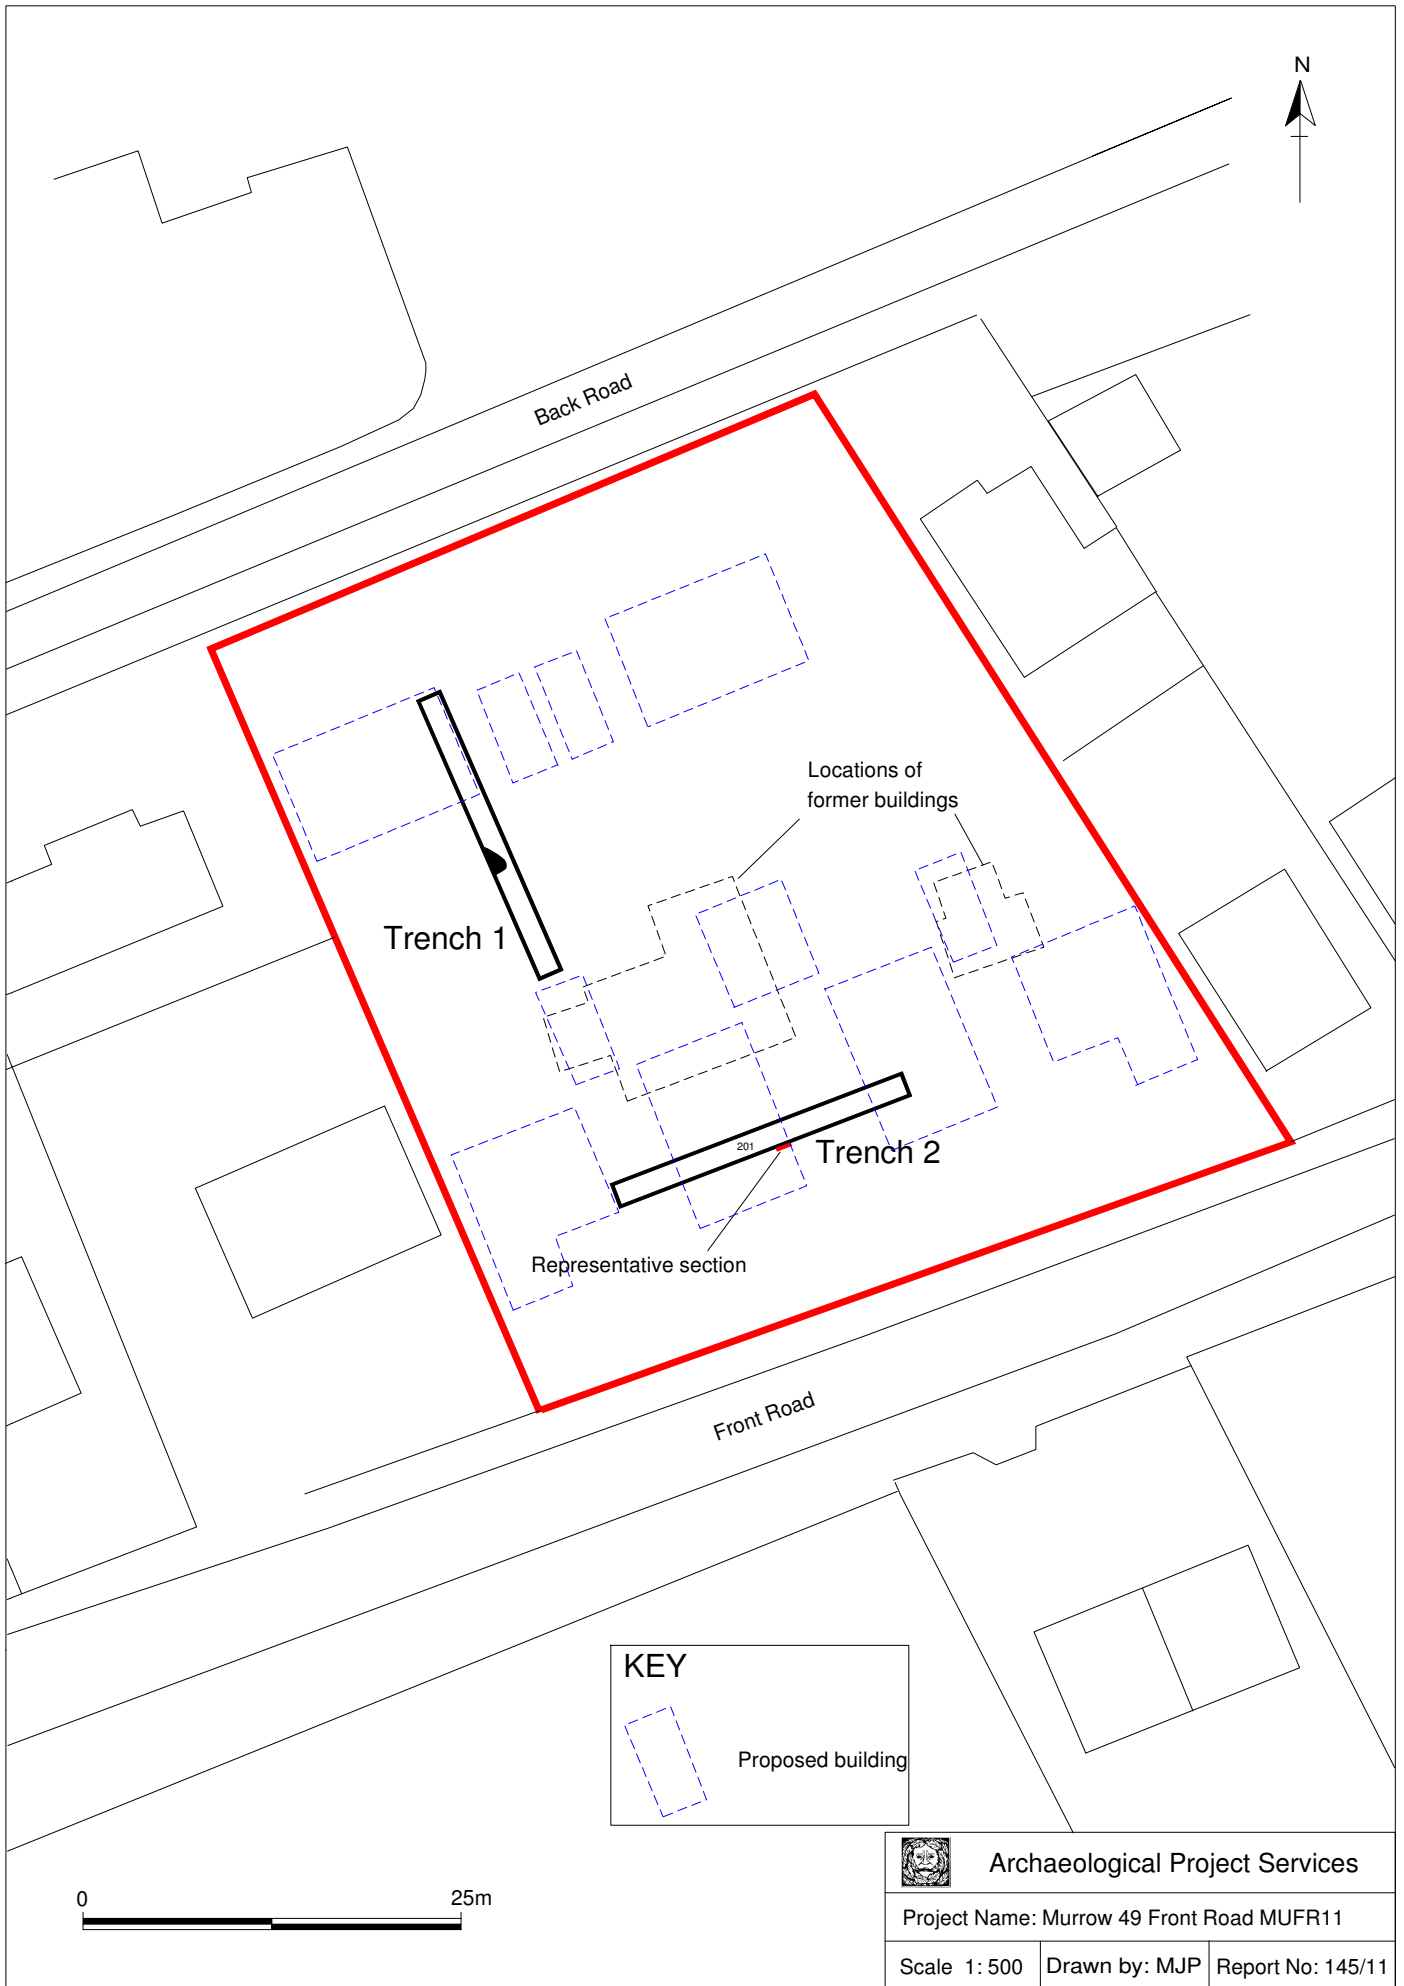 N
Back Road
Locations of
former buildings
Trench 1
201
Trench 2
Representative section
Front Road
KEY
Proposed building
0
25m
Archaeological Project Services
Project Name: Murrow 49 Front Road MUFR11
Scale 1: 500
Drawn by: MJP
Report No: 145/11